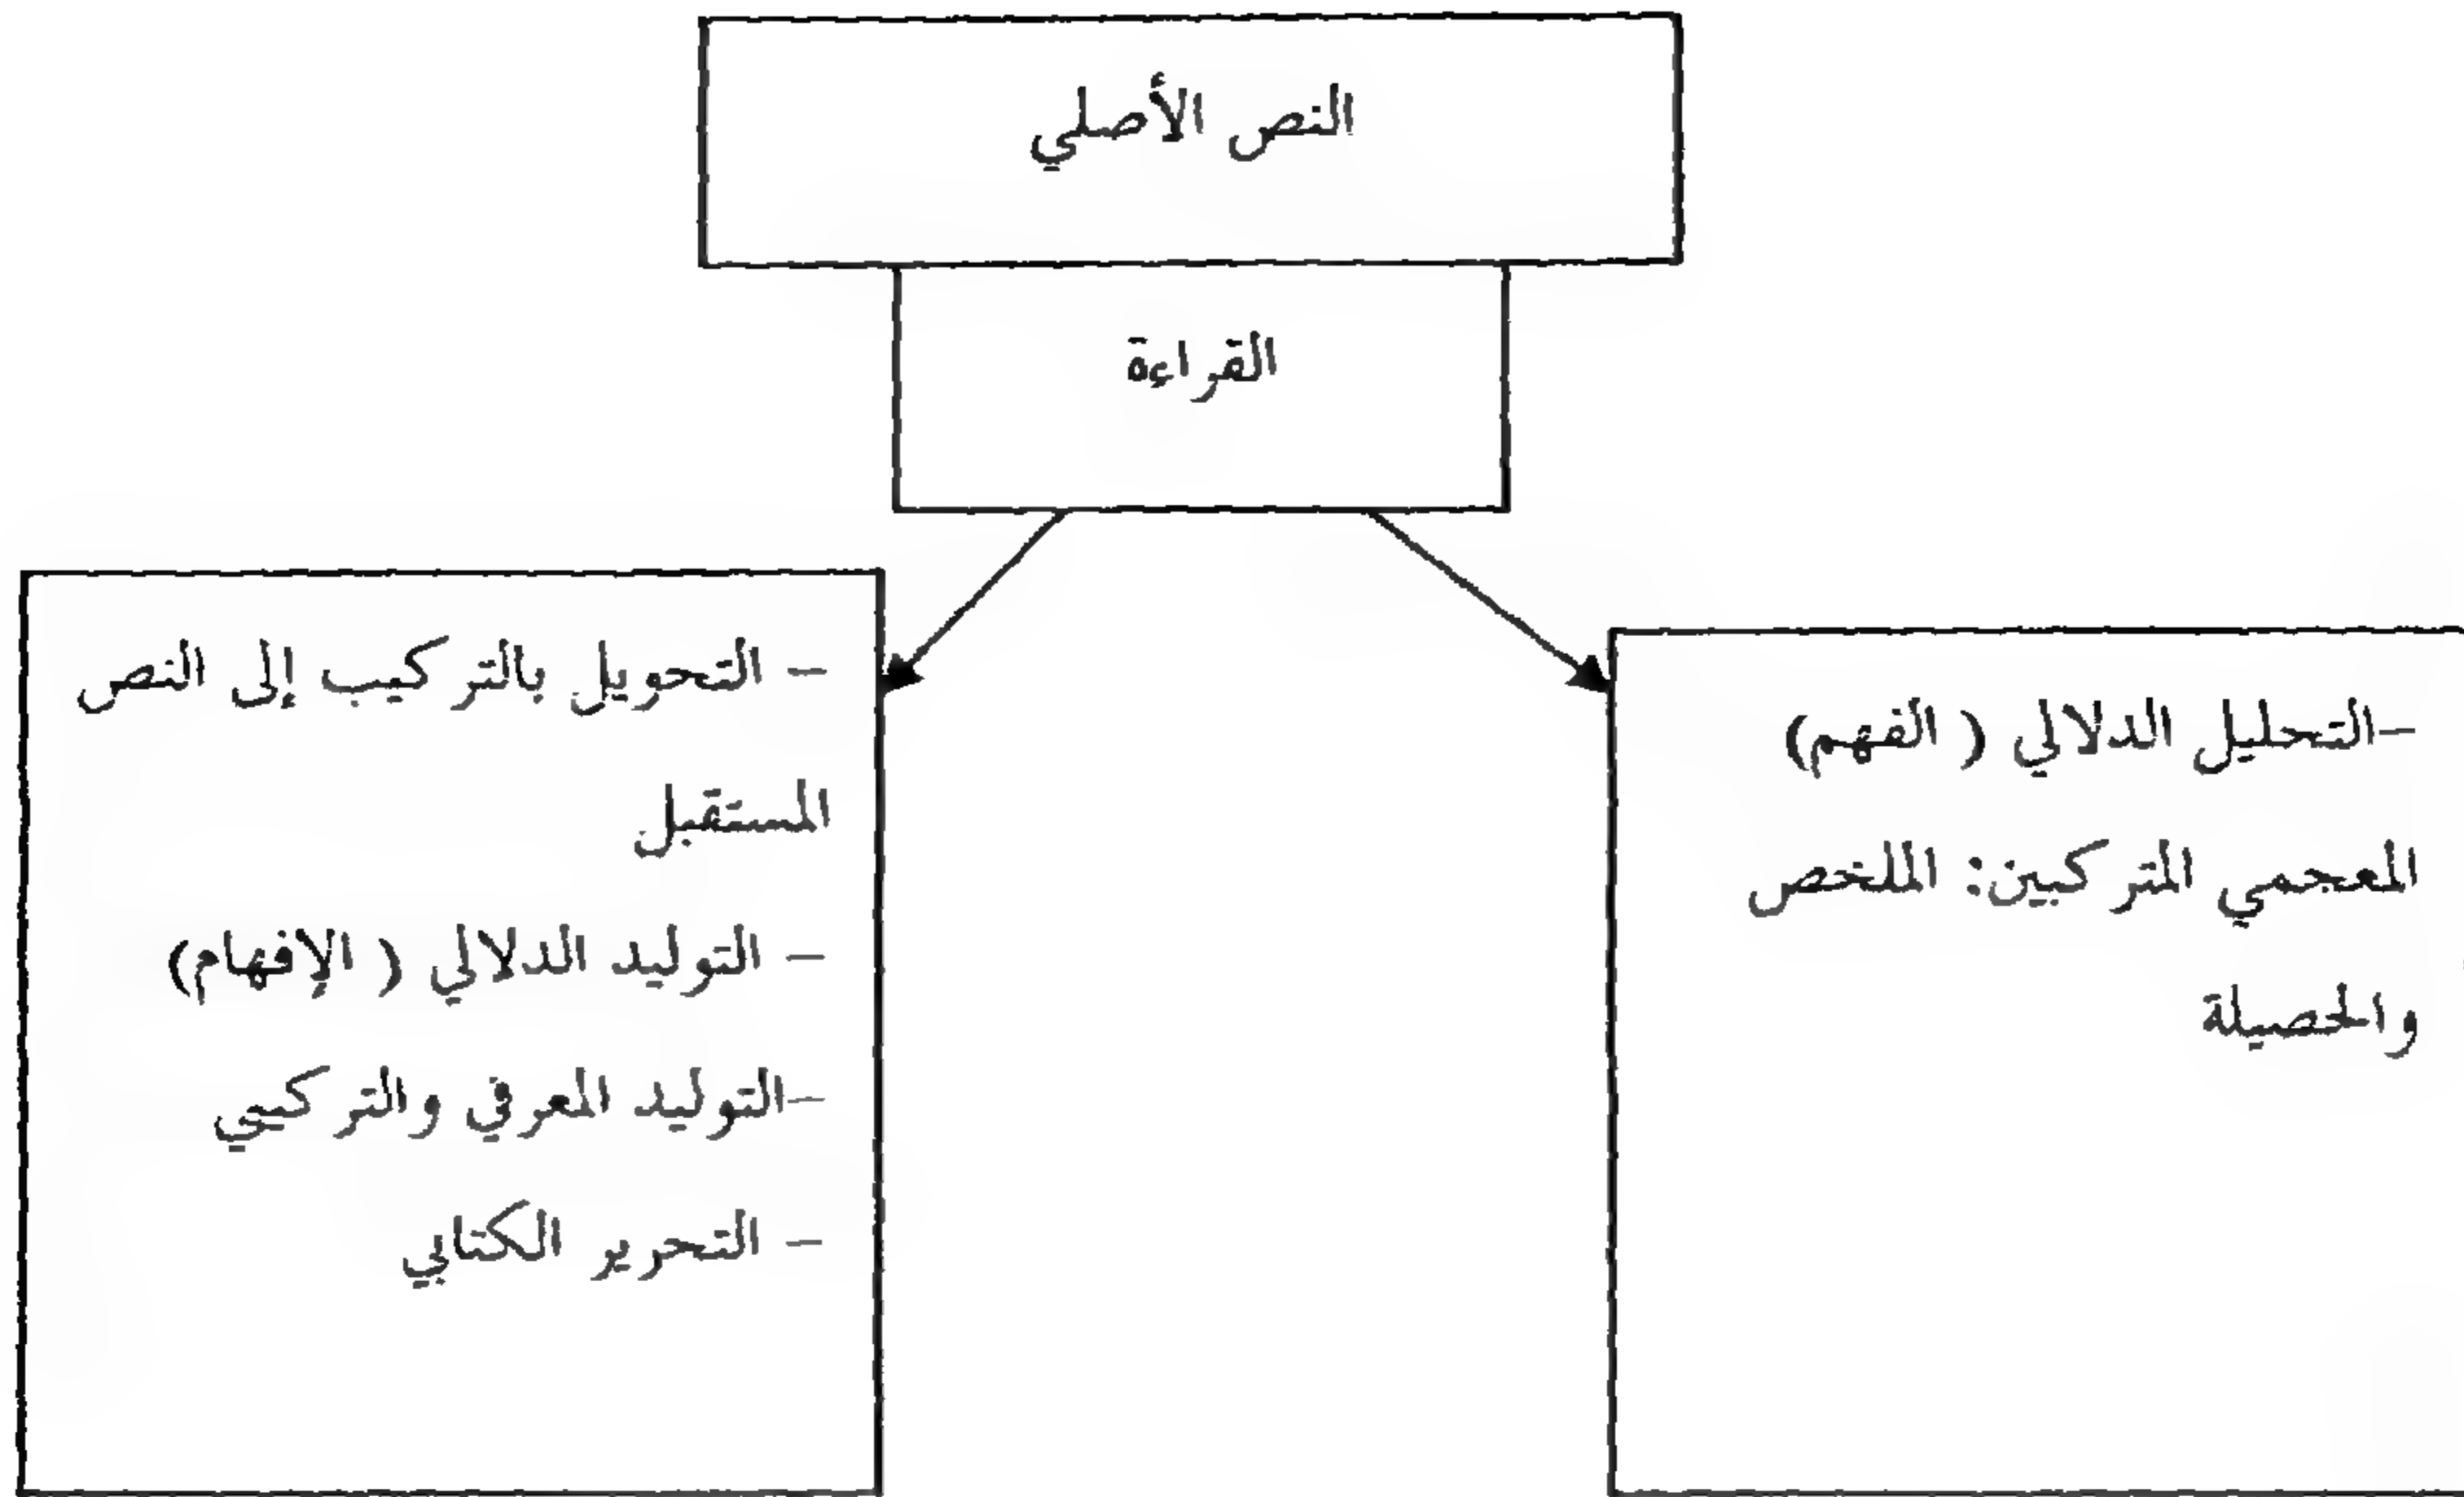 النص الأصلي
القراءة
-التحليل الدلالي ( الفهم)
المعجمي المتركبين: الملخص
والحصيلة
- التحويل بالتركيب إلى النص
المستقبل
- التوليد الدلالي ( الإفهام)
-التوليد المعرفي والتركيبي
- التحرير الكتابي